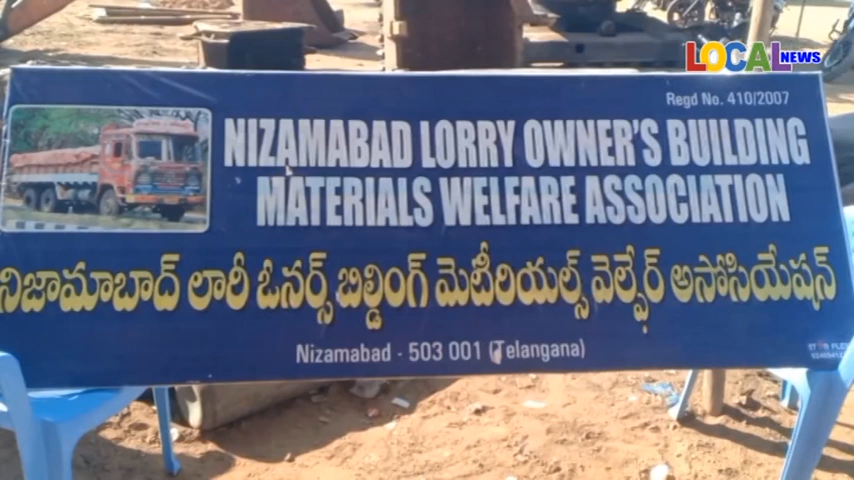 LOCAL NEWS
Regd No. 410/2007
NIZAMABAD LORRY OWNER'S BUILDING
MATERIALS WELFARE ASSOCIATION
నిజామాబాద్ లారీ ఓనర్స్ బిల్డింగ్ మెటీరియల్స్ వెల్ఫేర్ అసోసియేషన్
Nizamabad - 503 001 (Telangana)